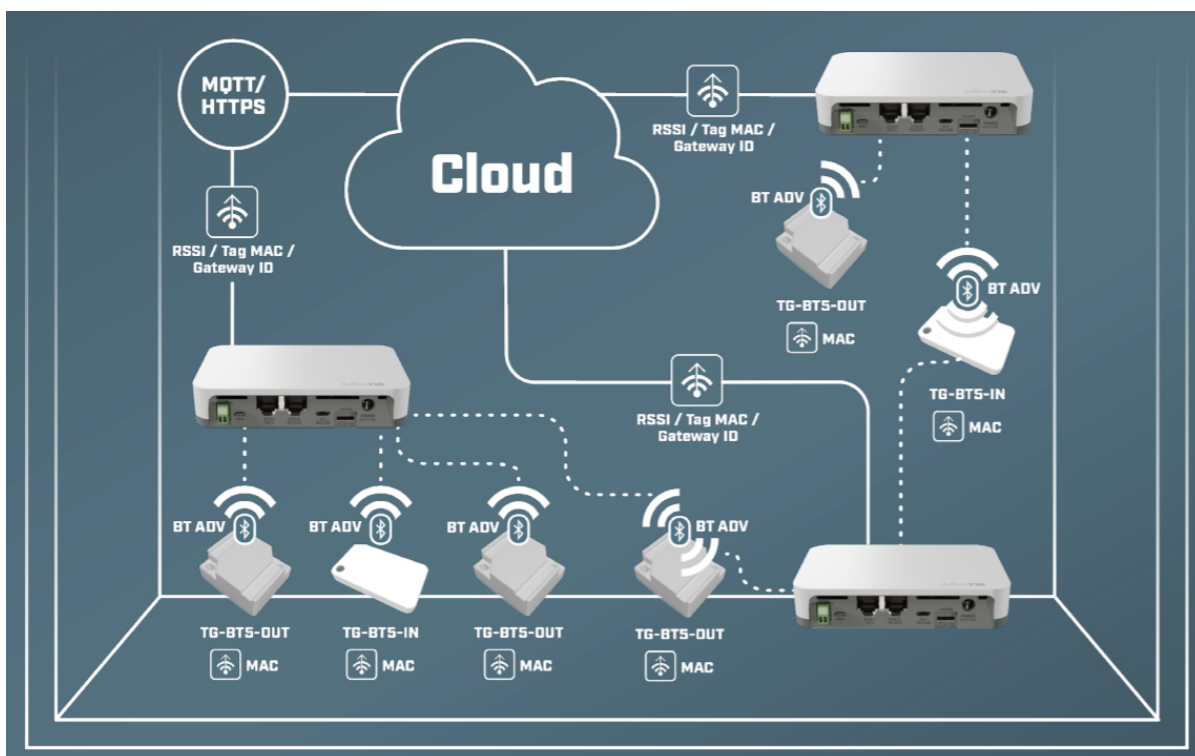 MQTT/
HTTPS
Cloud
RSSI / Tag MAC /
Gateway ID
BT ADV
TG-BT5-OUT
MAC
BT ADV
TG-BT5-IN
MAC
RSSI / Tag MAC /
Gateway ID
RSSI / Tag MAC /
Gateway ID
BT ADV
BT ADV
BT ADV
BT ADV
TG-BT5-OUT
TG-BT5-IN
TG-BT5-OUT
TG-BT5-OUT
MAC
MAC
MAC
MAC